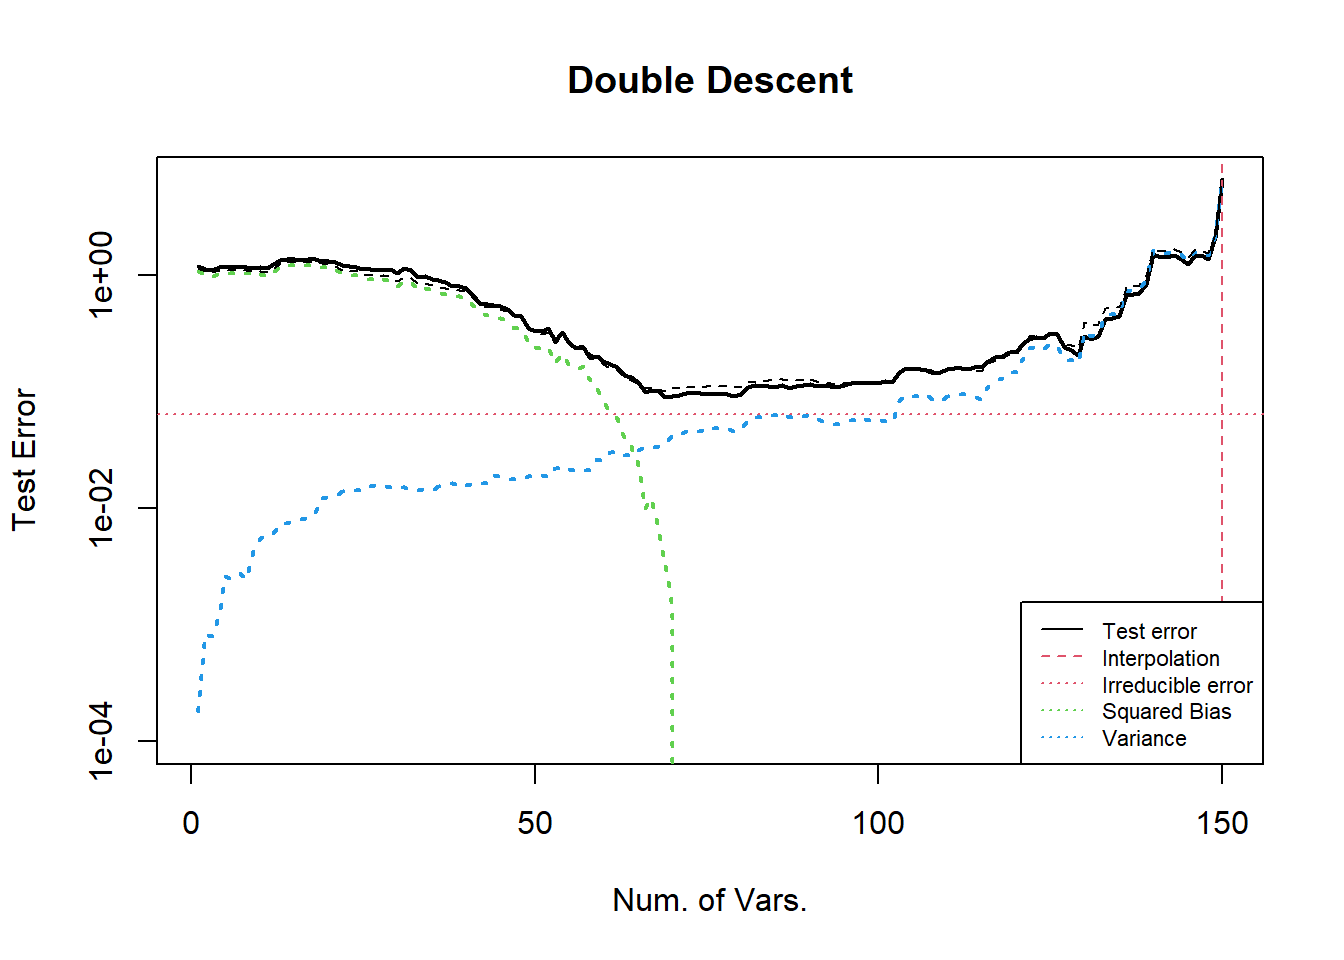 Double Descent
Test Error
1e+00
1e-02
1e-04
0
50
100
150
Num. of Vars.
Test error
Interpolation
Irreducible error
Squared Bias
Variance